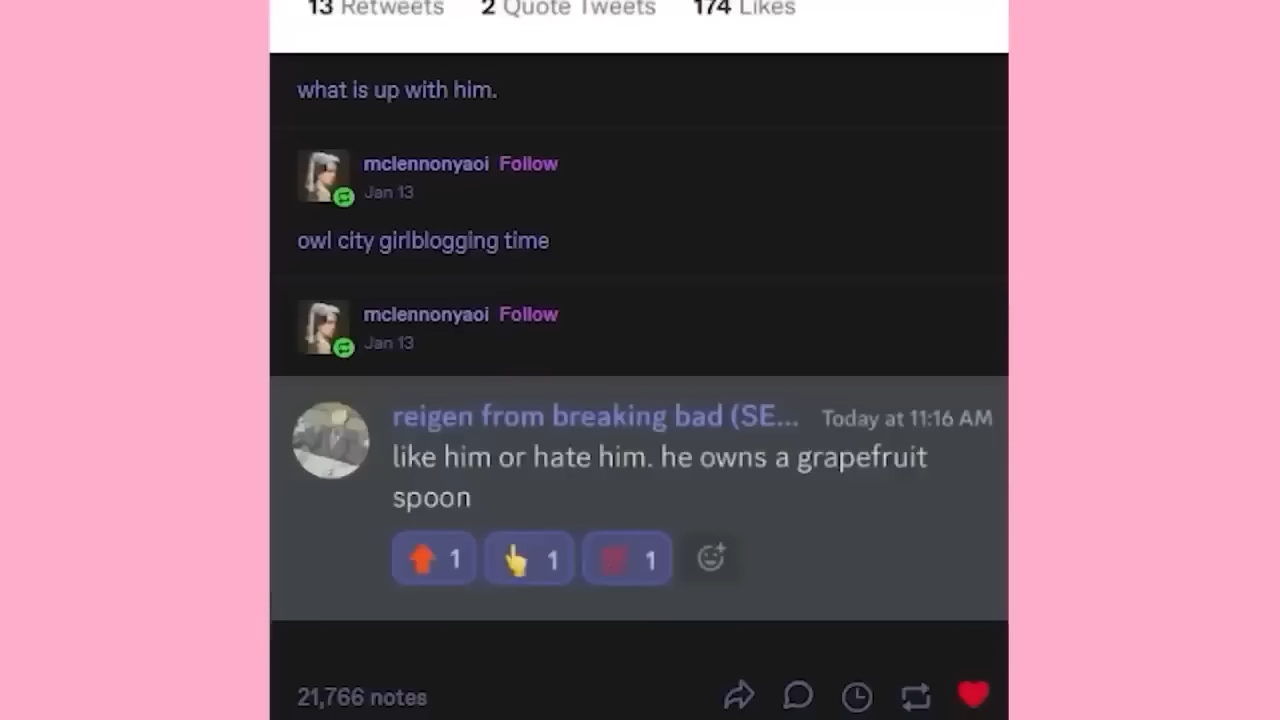 13 Retweets 2 Quote Tweets 174 Likes
what is up with him.
mclennonyaoi Follow
Jan 13
owl city girlblogging time
mclennonyaoi Follow
Jan 13
reigen from breaking bad (SE... Today at 11:16 AM
like him or hate him. he owns a grapefruit
spoon
1 1 💯 1
21,766 notes